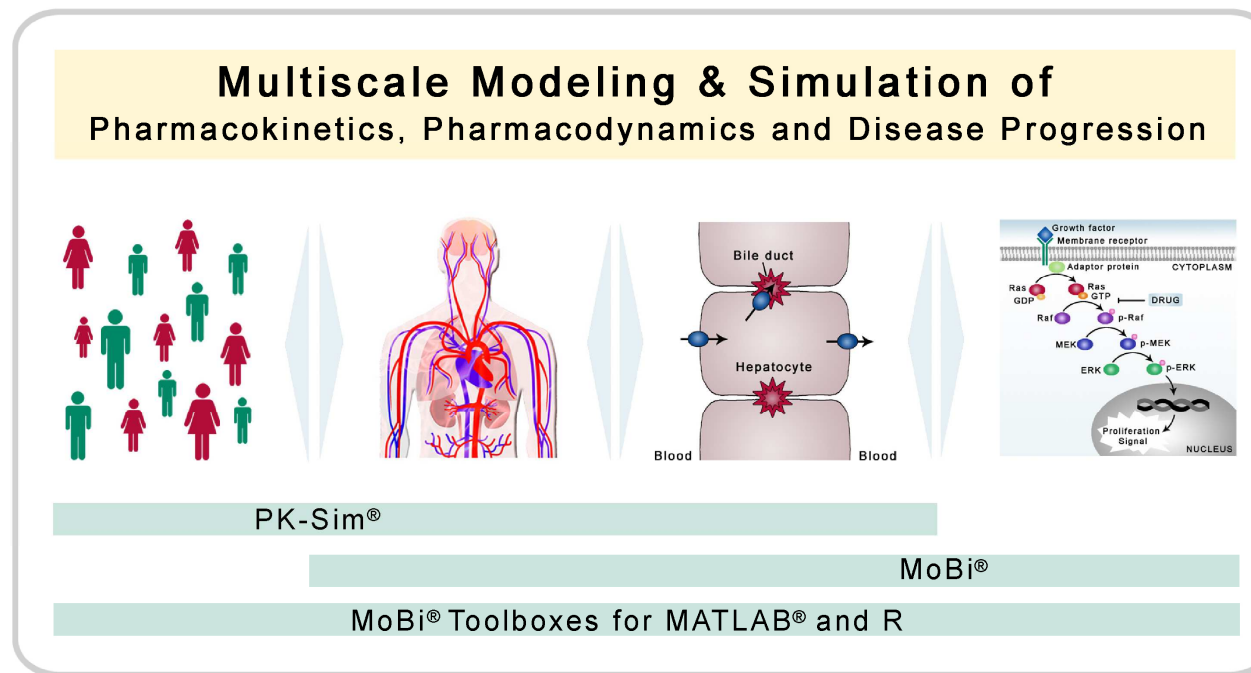 Multiscale Modeling & Simulation of
Pharmacokinetics, Pharmacodynamics and Disease Progression
Bile duct
Hepatocyte
Blood
Blood
Growth factor
Membrane receptor
Adaptor protein
CYTOPLASM
Ras
GDP
Ras
GTP
DRUG
Raf
p-Raf
MEK
p-MEK
ERK
p-ERK
Proliferation
Signal
NUCLEUS
PK-Sim®
MoBi®
MoBi® Toolboxes for MATLAB® and R